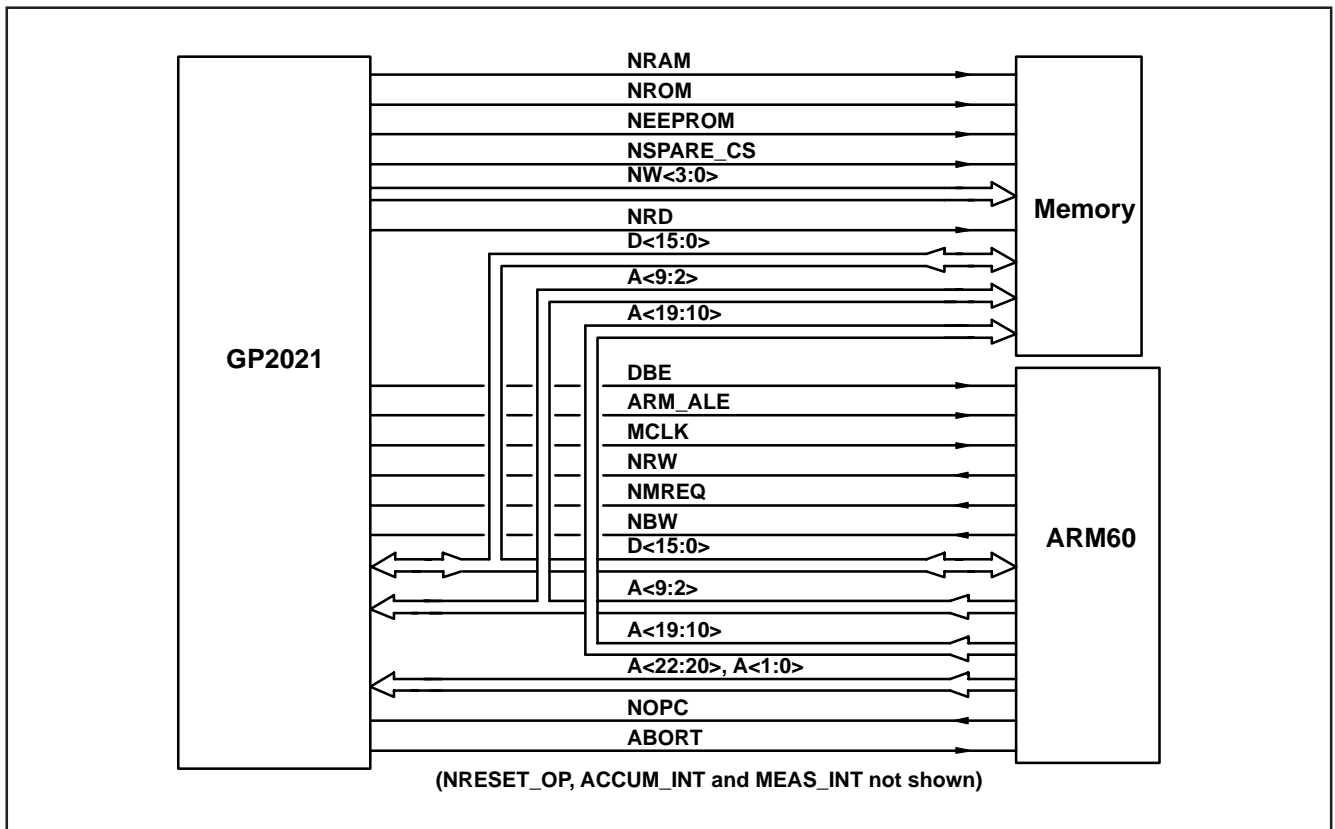 NRAM
NROM
NEEPROM
NSPARE_CS
NW<3:0>
NRD
D<15:0>
A<9:2>
A<19:10>
Memory
GP2021
DBE
ARM_ALE
MCLK
NRW
NMREQ
NBW
D<15:0>
A<9:2>
A<19:10>
A<22:20>, A<1:0>
NOPC
ABORT
ARM60
(NRESET_OP, ACCUM_INT and MEAS_INT not shown)